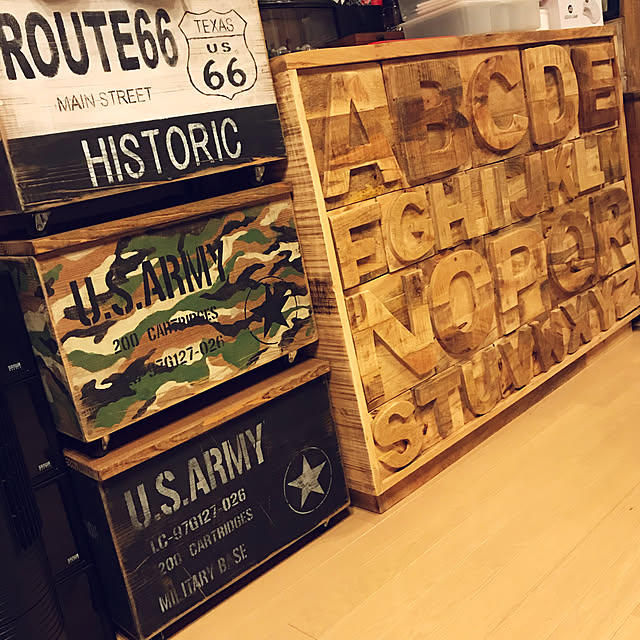 ROUTE66
TEXAS
US
66
MAIN STREET
HISTORIC
U.S.ARMY
200 CARTRIDGES
LC-97G127-026
U.S.ARMY
LC-97G127-026
200 CARTRIDGES
MILITARY BASE
ABCDE
FGHIJKLM
NOPQR
STUVWXYZ